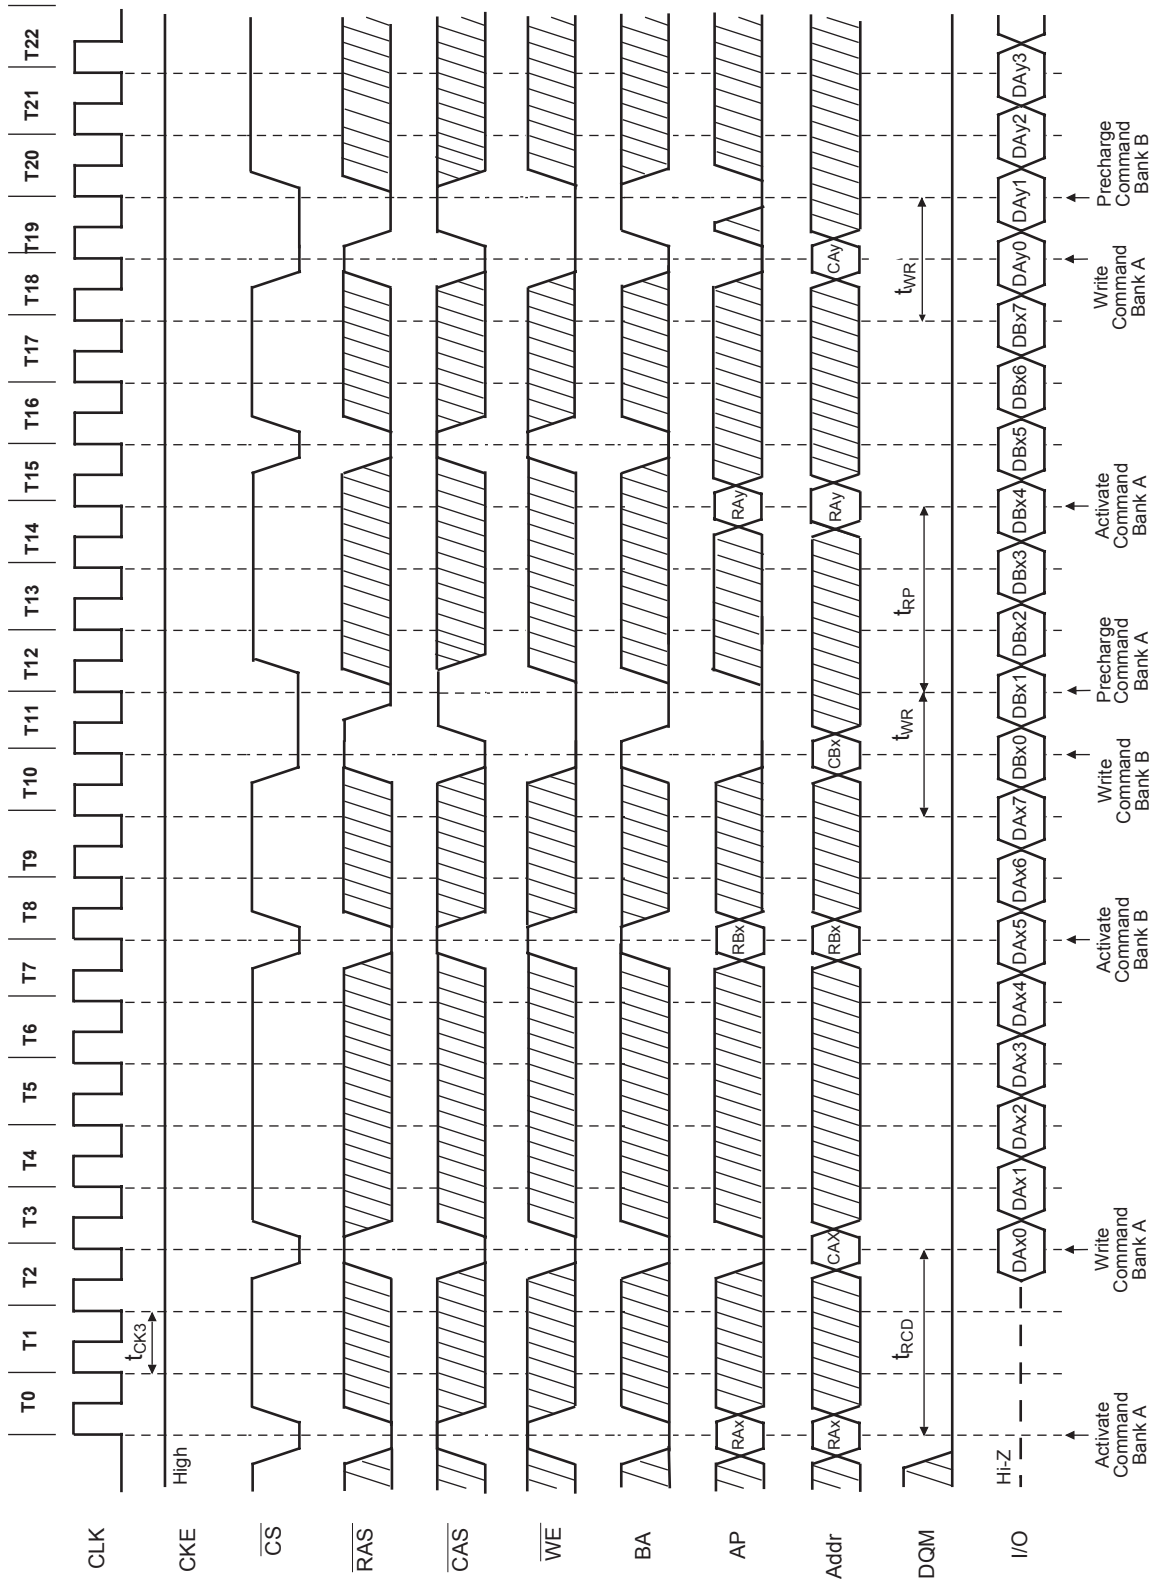 T0 T1 T2 T3 T4 T5 T6 T7 T8 T9 T10 T11 T12 T13 T14 T15 T16 T17 T18 T19 T20 T21 T22
CLK
tCK3
CKE
High
CS
RAS
CAS
WE
BA
AP
RAx RBx RAy
Addr
RAx CAX RBx CBx RAy CAy
DQM
tRCD tWR tRP tWR
I/O
Hi-Z
DAx0 DAx1 DAx2 DAx3 DAx4 DAx5 DAx6 DAx7 DBx0 DBx1 DBx2 DBx3 DBx4 DBx5 DBx6 DBx7 DAy0 DAy1 DAy2 DAy3
Activate
Command
Bank A
Write
Command
Bank A
Activate
Command
Bank B
Write
Command
Bank B
Precharge
Command
Bank A
Activate
Command
Bank A
Write
Command
Bank A
Precharge
Command
Bank B